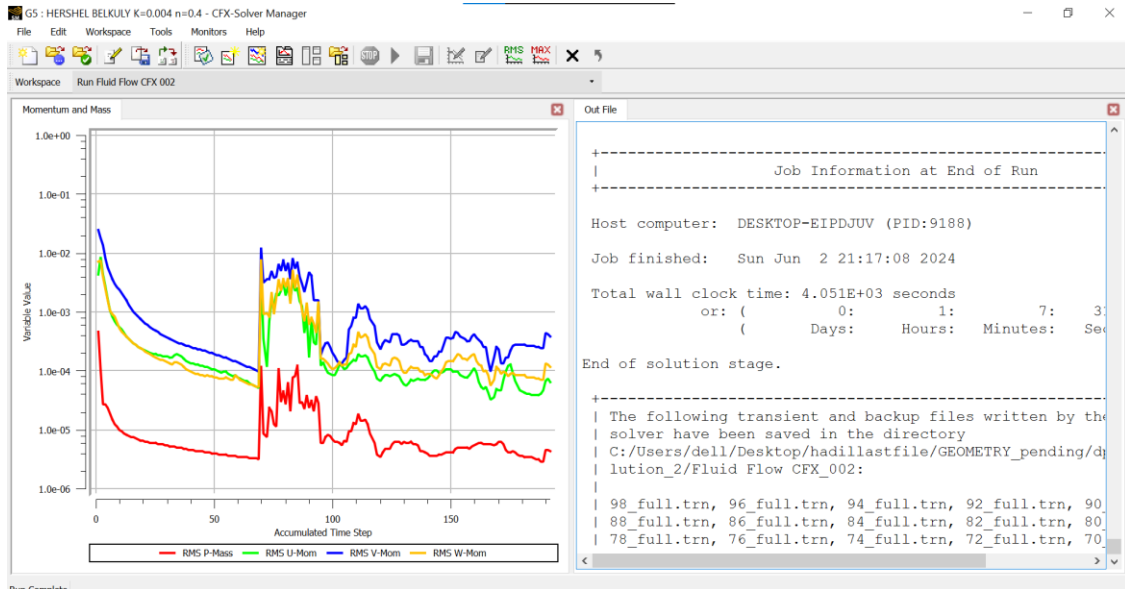 G5 : HERSHEL BELKULY K=0.004 n=0.4 - CFX-Solver Manager
File Edit Workspace Tools Monitors Help
STOP RMS MAX
Workspace Run Fluid Flow CFX 002
Momentum and Mass
1.0e+00
1.0e-01
1.0e-02
1.0e-03
1.0e-04
1.0e-05
1.0e-06
Variable Value
0 50 100 150
Accumulated Time Step
RMS P-Mass RMS U-Mom RMS V-Mom RMS W-Mom
Out File
+--------------------------------------------------------
| Job Information at End of Run
+--------------------------------------------------------
Host computer: DESKTOP-EIPDJUV (PID:9188)
Job finished: Sun Jun 2 21:17:08 2024
Total wall clock time: 4.051E+03 seconds
or: ( 0: 1: 7:
( Days: Hours: Minutes: Sec
End of solution stage.
+--------------------------------------------------------
| The following transient and backup files written by the
| solver have been saved in the directory
| C:/Users/dell/Desktop/hadillastfile/GEOMETRY_pending/dp
| lution_2/Fluid Flow CFX_002:
|
| 98_full.trn, 96_full.trn, 94_full.trn, 92_full.trn, 90_
| 88_full.trn, 86_full.trn, 84_full.trn, 82_full.trn, 80_
| 78_full.trn, 76_full.trn, 74_full.trn, 72_full.trn, 70_
Run Complete